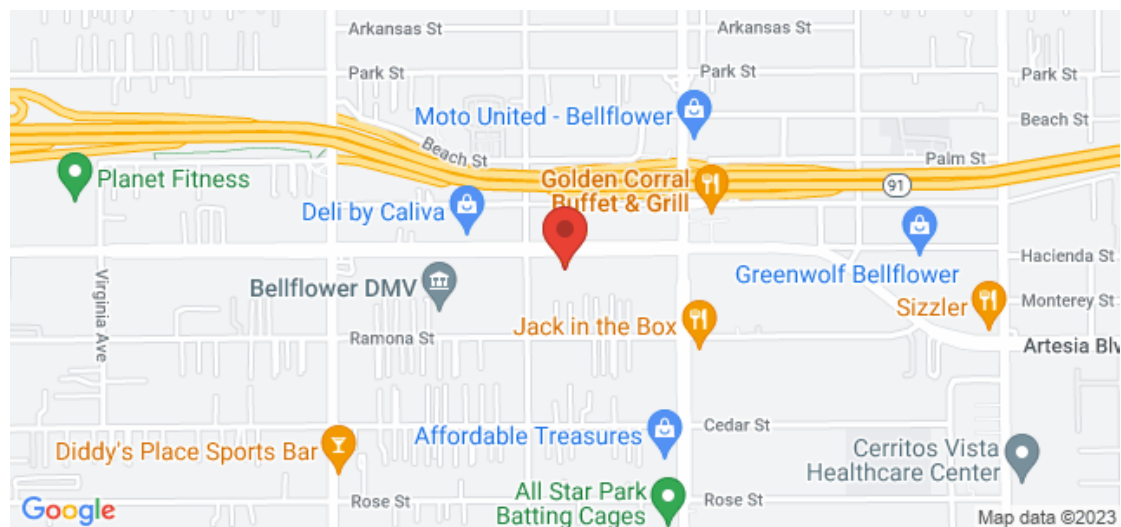 Arkansas St
Arkansas St
Park St
Park St
Park St
Moto United - Bellflower
Beach St
Beach St
Palm St
Planet Fitness
Golden Corral
Buffet & Grill
91
Deli by Caliva
Hacienda St
Greenwolf Bellflower
Bellflower DMV
Virginia Ave
Monterey St
Sizzler
Jack in the Box
Ramona St
Artesia Blv
Cedar St
Affordable Treasures
Diddy's Place Sports Bar
Cerritos Vista
Healthcare Center
All Star Park
Batting Cages
Rose St
Rose St
Google
Map data ©2023